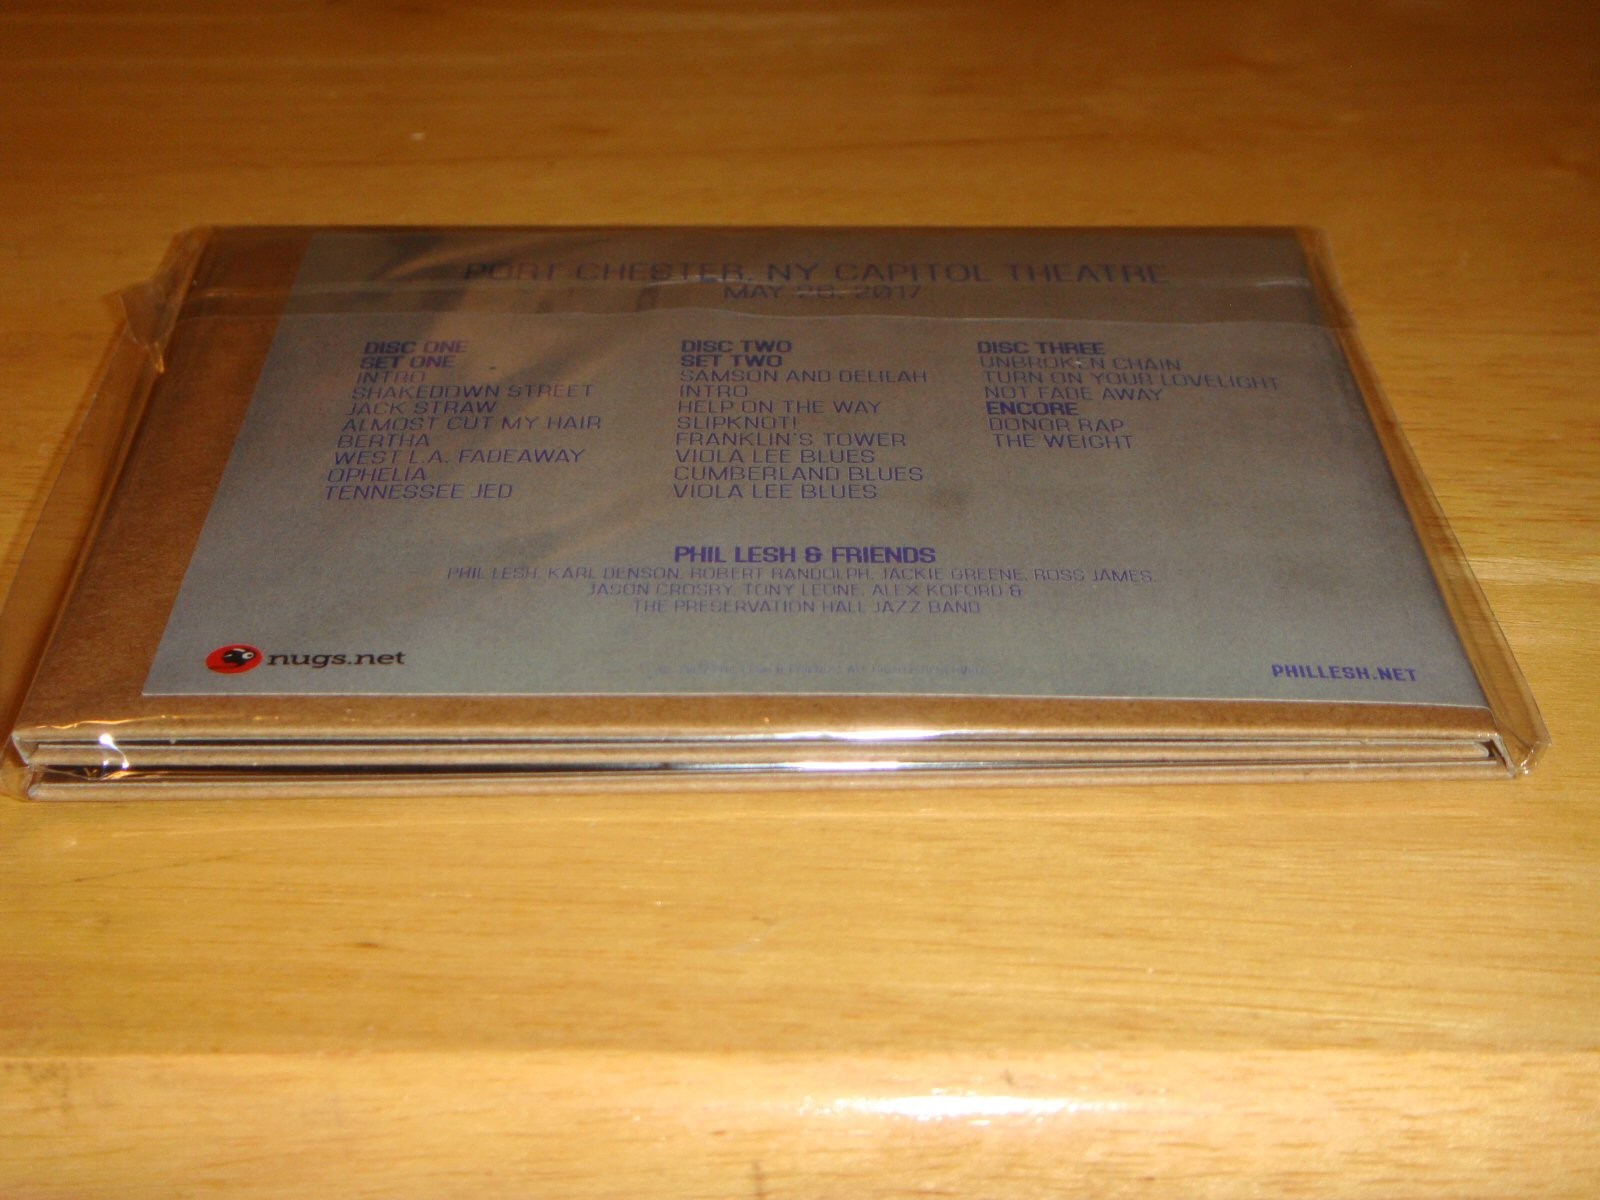 PORT CHESTER, NY CAPITOL THEATRE
MAY 28, 2017
DISC ONE
SET ONE
INTRO
SHAKEDOWN STREET
JACK STRAW
ALMOST CUT MY HAIR
BERTHA
WEST L.A. FADEAWAY
OPHELIA
TENNESSEE JED
DISC TWO
SET TWO
SAMSON AND DELILAH
INTRO
HELP ON THE WAY
SLIPKNOT!
FRANKLIN'S TOWER
VIOLA LEE BLUES
CUMBERLAND BLUES
VIOLA LEE BLUES
DISC THREE
UNBROKEN CHAIN
TURN ON YOUR LOVELIGHT
NOT FADE AWAY
ENCORE
DONOR RAP
THE WEIGHT
PHIL LESH & FRIENDS
PHIL LESH, KARL DENSON, ROBERT RANDOLPH, JACKIE GREENE, ROSS JAMES,
JASON CROSBY, TONY LEONE, ALEX KOFORD &
THE PRESERVATION HALL JAZZ BAND
nugs.net
PHILLESH.NET